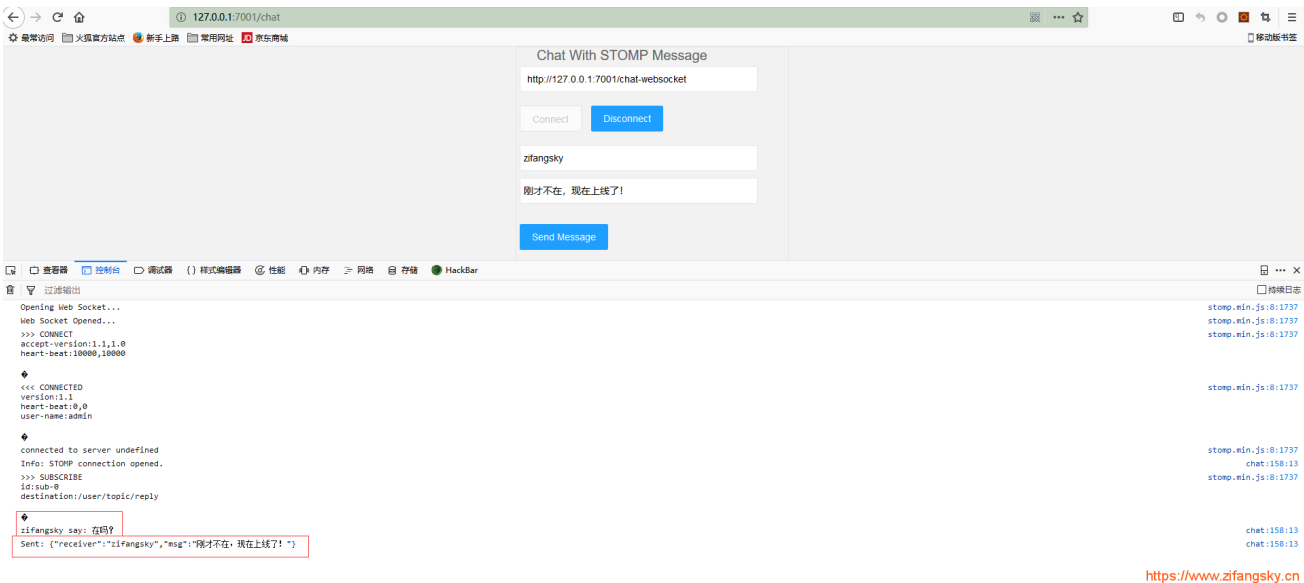 127.0.0.1:7001/chat
最常访问 火狐官方站点 新手上路 常用网址 JD 京东商城 移动版书签
Chat With STOMP Message
http://127.0.0.1:7001/chat-websocket
Connect Disconnect
zifangsky
刚才不在，现在上线了！
Send Message
查看器 控制台 调试器 {} 样式编辑器 性能 内存 网络 存储 HackBar
过滤输出 持续日志
Opening Web Socket... stomp.min.js:8:1737
Web Socket Opened... stomp.min.js:8:1737
>>> CONNECT stomp.min.js:8:1737
accept-version:1.1,1.0
heart-beat:10000,10000
�
<<< CONNECTED stomp.min.js:8:1737
version:1.1
heart-beat:0,0
user-name:admin
�
connected to server undefined stomp.min.js:8:1737
Info: STOMP connection opened. chat:158:13
>>> SUBSCRIBE stomp.min.js:8:1737
id:sub-0
destination:/user/topic/reply
�
zifangsky say: 在吗？ chat:158:13
Sent: {"receiver":"zifangsky","msg":"刚才不在，现在上线了！"} chat:158:13
https://www.zifangsky.cn